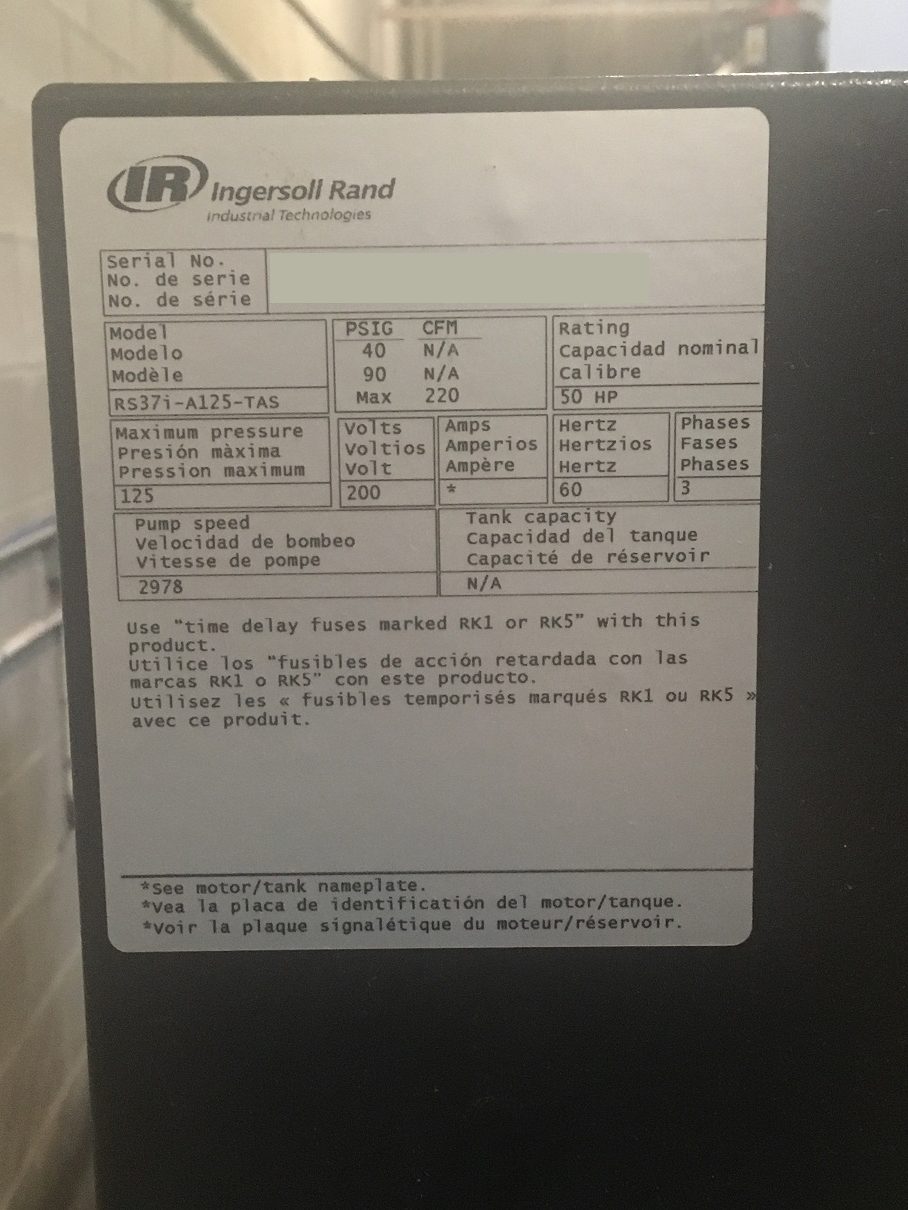 IR Ingersoll Rand
Industrial Technologies
Serial No.
No. de serie
No. de série
Model
Modelo
Modèle
RS37i-A125-TAS
PSIG CFM
40 N/A
90 N/A
Max 220
Rating
Capacidad nominal
Calibre
50 HP
Maximum pressure
Presión màxima
Pression maximum
125
Volts
Voltios
Volt
200
Amps
Amperios
Ampère
*
Hertz
Hertzios
Hertz
60
Phases
Fases
Phases
3
Pump speed
Velocidad de bombeo
Vitesse de pompe
2978
Tank capacity
Capacidad del tanque
Capacité de réservoir
N/A
Use "time delay fuses marked RK1 or RK5" with this
product.
Utilice los "fusibles de acción retardada con las
marcas RK1 o RK5" con este producto.
Utilisez les « fusibles temporisés marqués RK1 ou RK5 »
avec ce produit.
*See motor/tank nameplate.
*Vea la placa de identificatión del motor/tanque.
*Voir la plaque signalétique du moteur/réservoir.